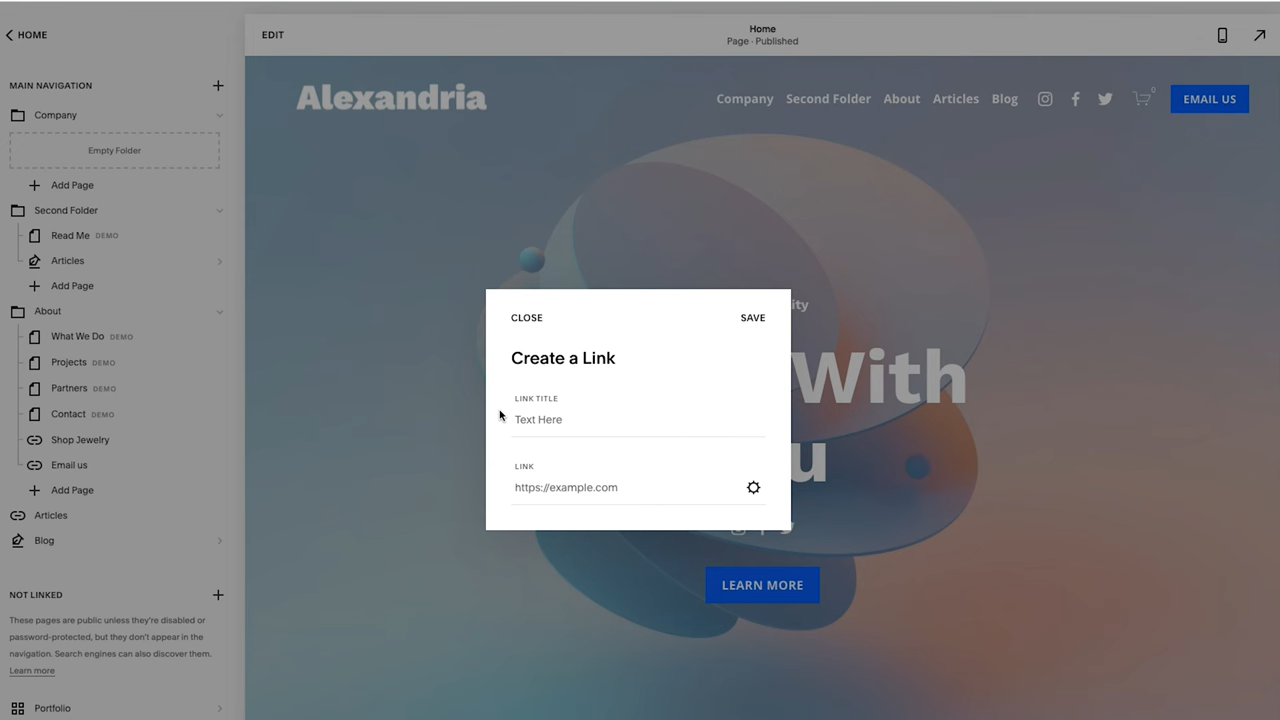 HOME
MAIN NAVIGATION
Company
Empty Folder
Add Page
Second Folder
Read Me DEMO
Articles
Add Page
About
What We Do DEMO
Projects DEMO
Partners DEMO
Contact DEMO
Shop Jewelry
Email us
Add Page
Articles
Blog
NOT LINKED
These pages are public unless they're disabled or
password-protected, but they don't appear in the
navigation. Search engines can also discover them.
Learn more
Portfolio
EDIT
Home
Page · Published
Alexandria
Company Second Folder About Articles Blog 0 EMAIL US
ity
With
u
LEARN MORE
CLOSE SAVE
Create a Link
LINK TITLE
Text Here
LINK
https://example.com